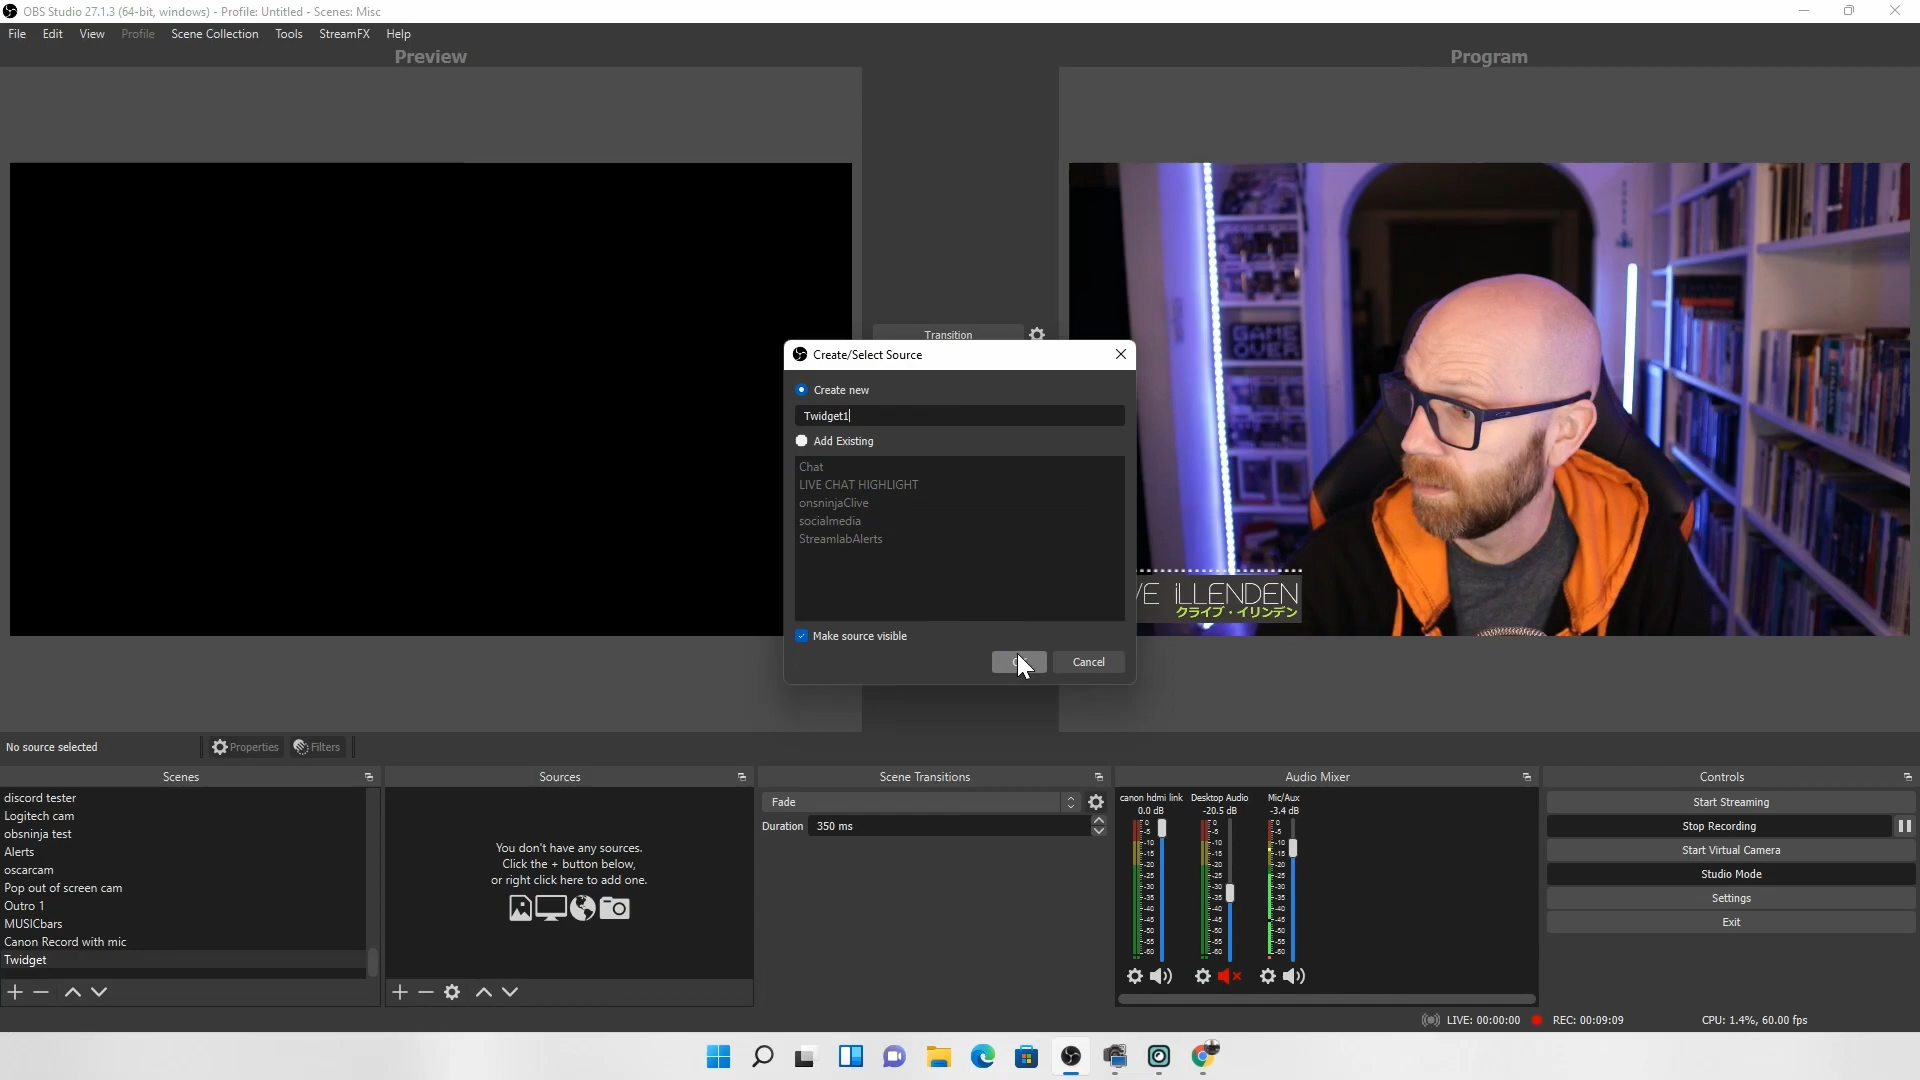 OBS Studio 27.1.3 (64-bit, windows) - Profile: Untitled - Scenes: Misc
File Edit View Profile Scene Collection Tools StreamFX Help
Preview
Program
GAME
OVER
Transition
Create/Select Source
Create new
Twidget1
Add Existing
Chat
LIVE CHAT HIGHLIGHT
onsninjaClive
socialmedia
StreamlabAlerts
Make source visible
Cancel
VE iLLENDEN
クライブ・イリンデン
No source selected
Properties
Filters
Scenes
discord tester
Logitech cam
obsninja test
Alerts
oscarcam
Pop out of screen cam
Outro 1
MUSICbars
Canon Record with mic
Twidget
Sources
You don't have any sources.
Click the + button below,
or right click here to add one.
Scene Transitions
Fade
Duration 350 ms
Audio Mixer
canon hdmi link Desktop Audio Mic/Aux
0.0 dB -20.5 dB -3.4 dB
Controls
Start Streaming
Stop Recording
Start Virtual Camera
Studio Mode
Settings
Exit
LIVE: 00:00:00 REC: 00:09:09 CPU: 1.4%, 60.00 fps